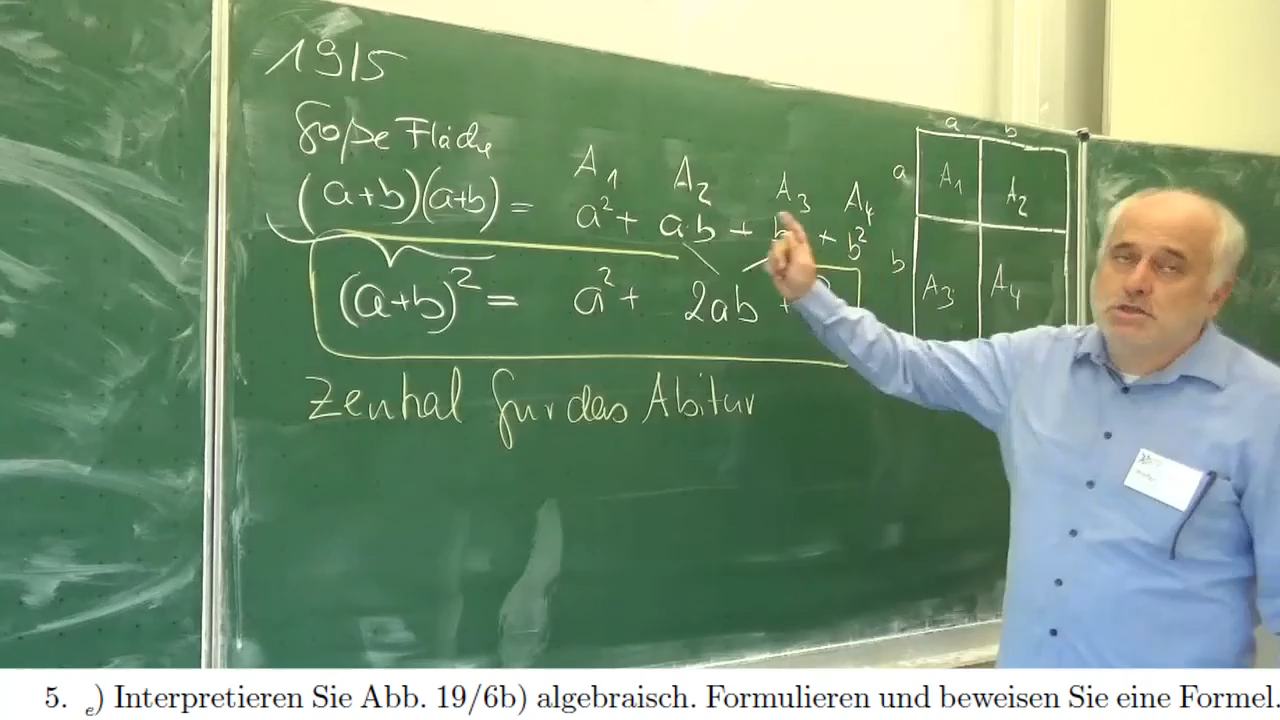 1915
große Fläche
A₁ A₂ A₃ A₄
(a+b)(a+b) = a² + a·b + b + b²
(a+b)² = a² + 2ab +
Zentral für das Abitur
a b
a A₁ A₂
b A₃ A₄
5. e) Interpretieren Sie Abb. 19/6b) algebraisch. Formulieren und beweisen Sie eine Formel.